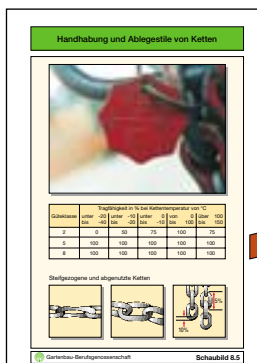 Handhabung und Ablegestile von Ketten
Tragfähigkeit in % bei Kettentemperatur von °C
Güteklasse unter -20 bis -40 unter -10 bis -20 unter 0 bis -10 von 0 bis 100 über 100 bis 150
2 0 50 75 100 75
5 100 100 100 100 100
8 100 100 100 100 100
Steifgezogene und abgenutzte Ketten
5%
10%
Gartenbau-Berufsgenossenschaft Schaubild 8.5